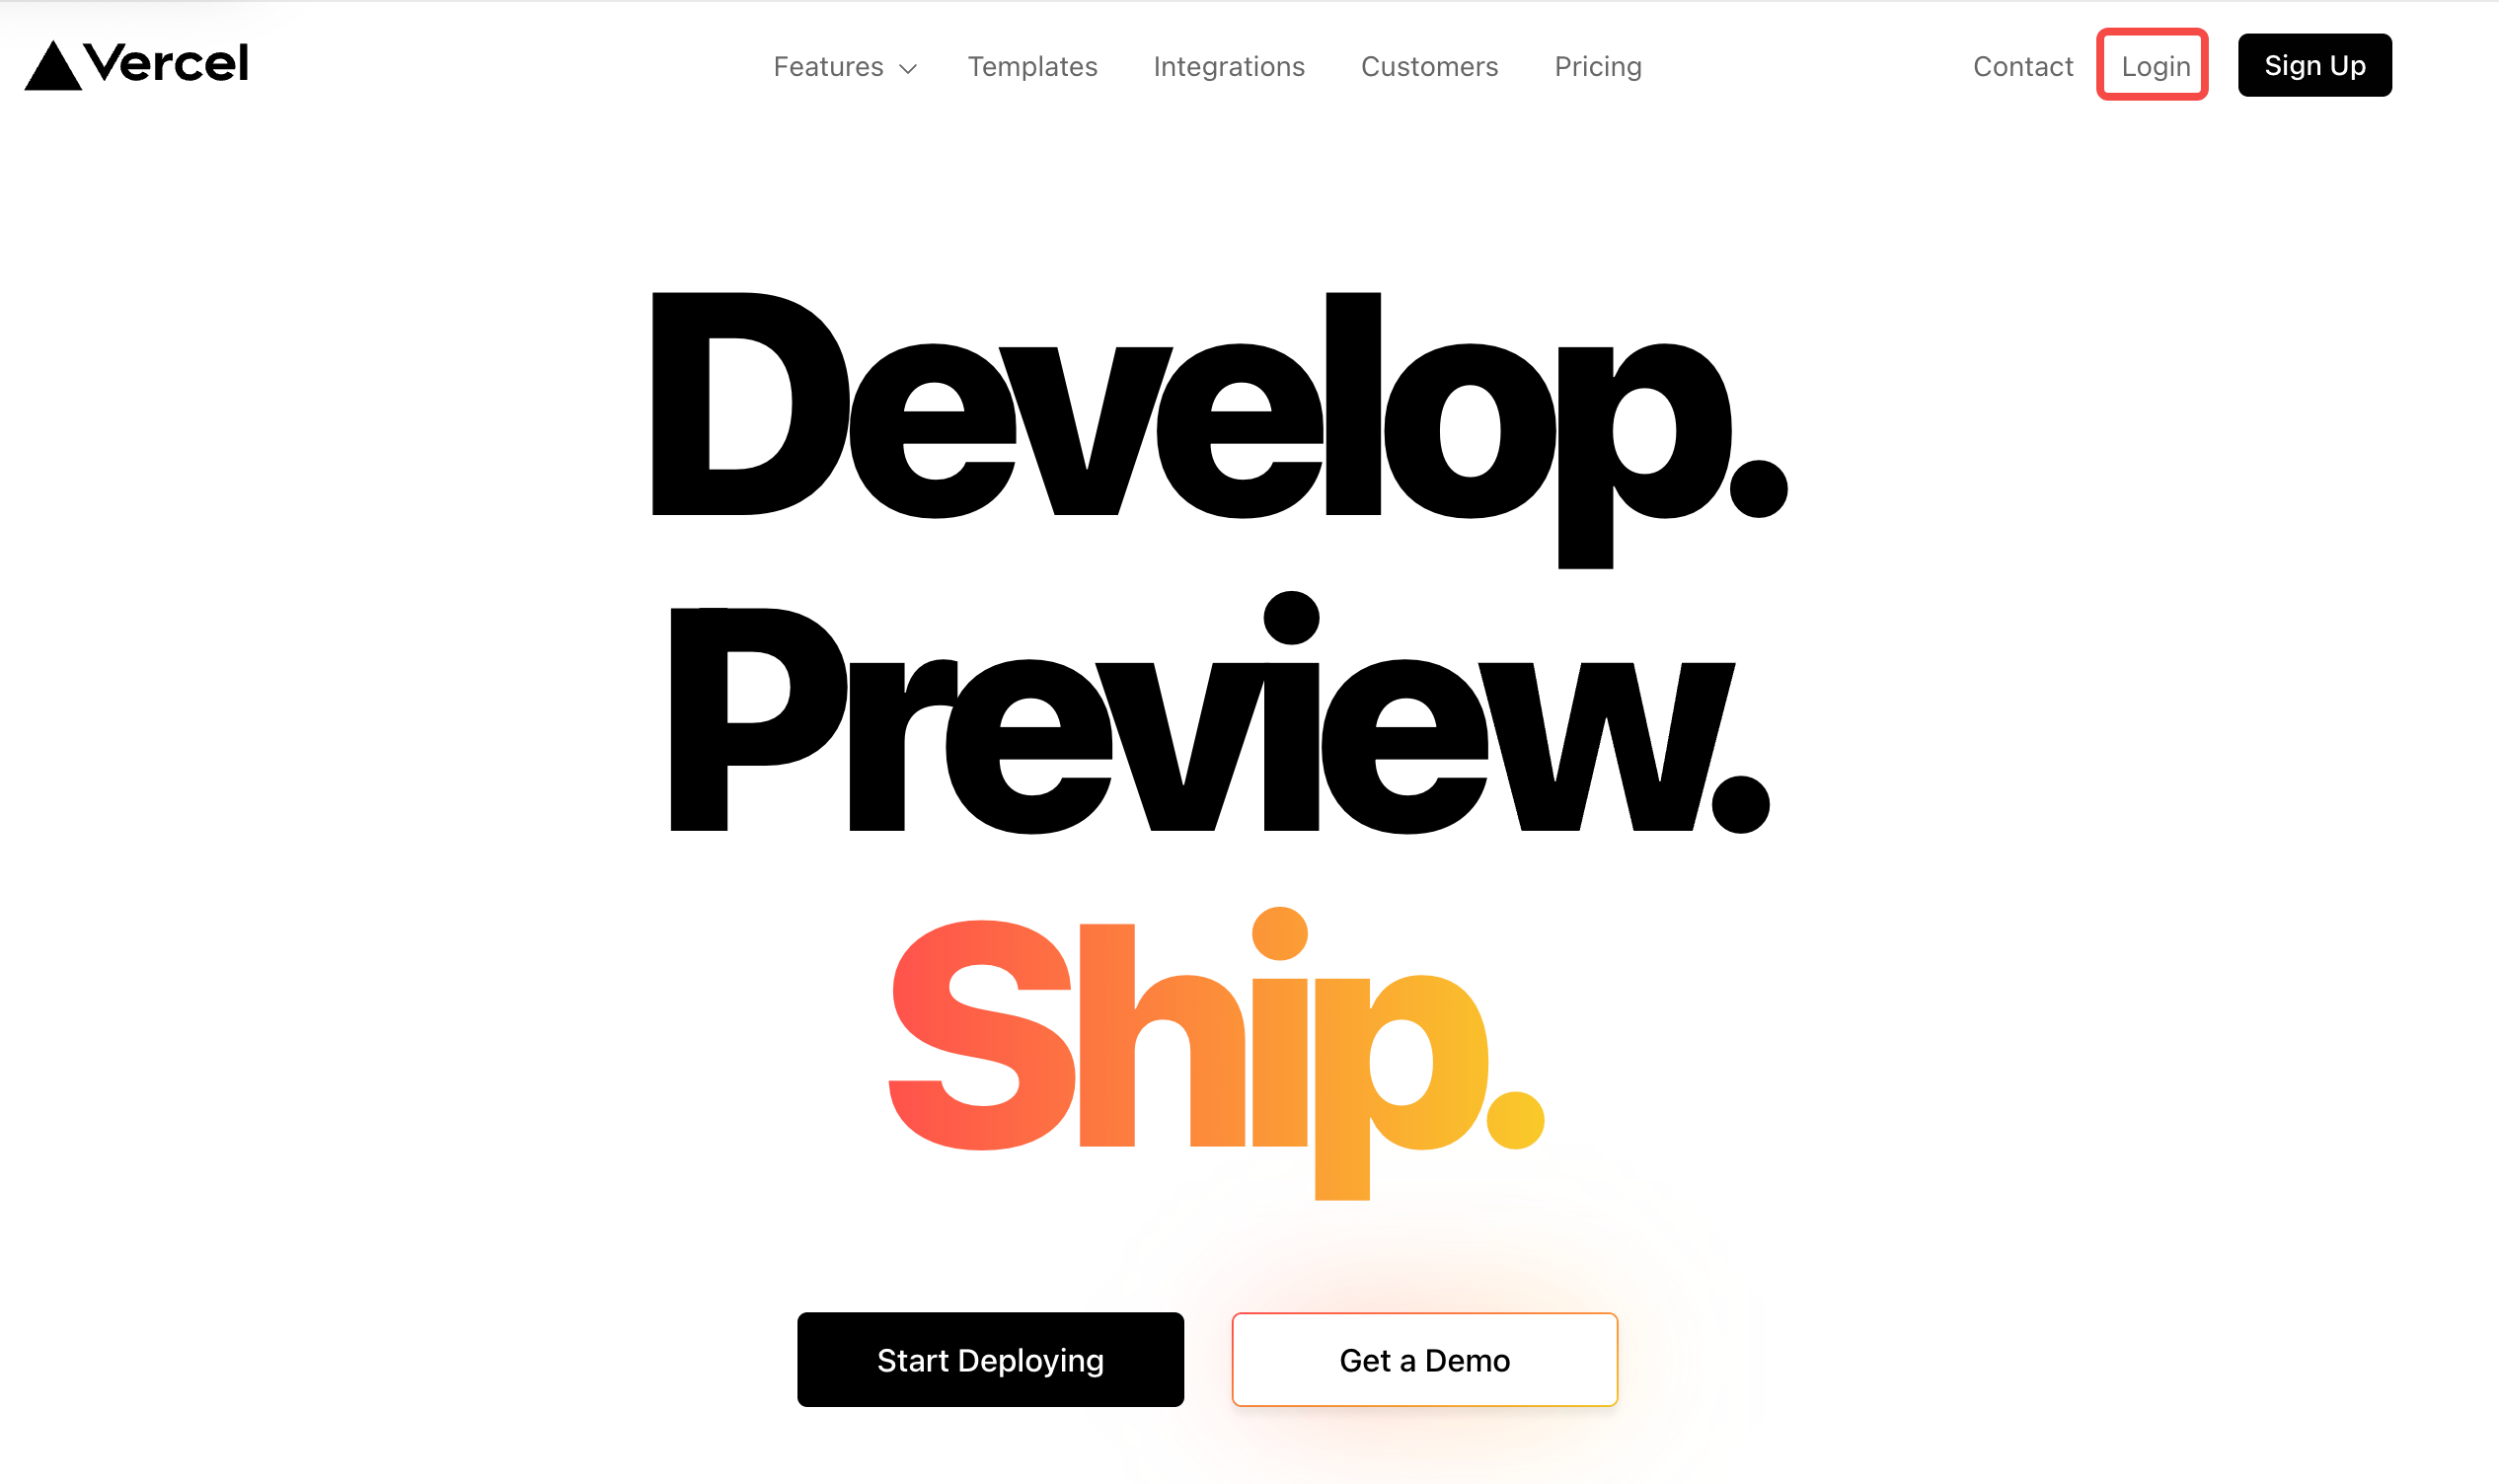 Vercel
Features Templates Integrations Customers Pricing Contact Login Sign Up
Develop.
Preview.
Ship.
Start Deploying Get a Demo